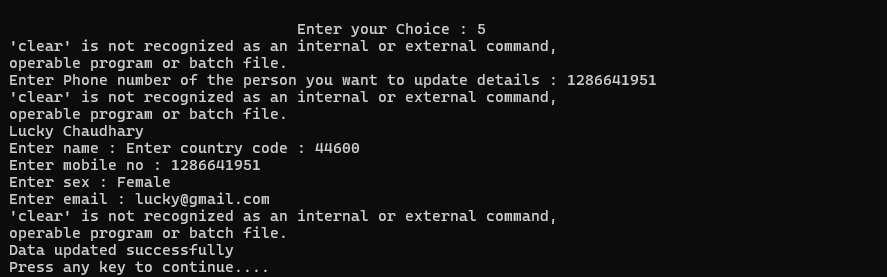 Enter your Choice : 5
'clear' is not recognized as an internal or external command,
operable program or batch file.
Enter Phone number of the person you want to update details : 1286641951
'clear' is not recognized as an internal or external command,
operable program or batch file.
Lucky Chaudhary
Enter name : Enter country code : 44600
Enter mobile no : 1286641951
Enter sex : Female
Enter email : lucky@gmail.com
'clear' is not recognized as an internal or external command,
operable program or batch file.
Data updated successfully
Press any key to continue....